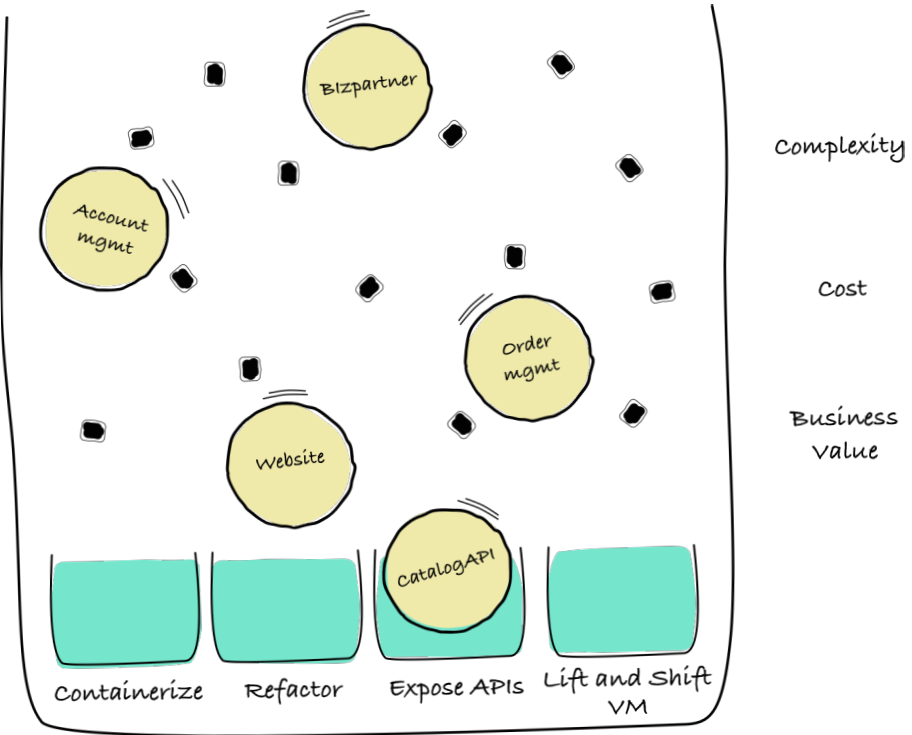 BIzpartner
Complexity
Account
mgmt
Cost
Order
mgmt
Business
Value
Website
CatalogAPI
Containerize
Refactor
Expose APIs
Lift and Shift
VM